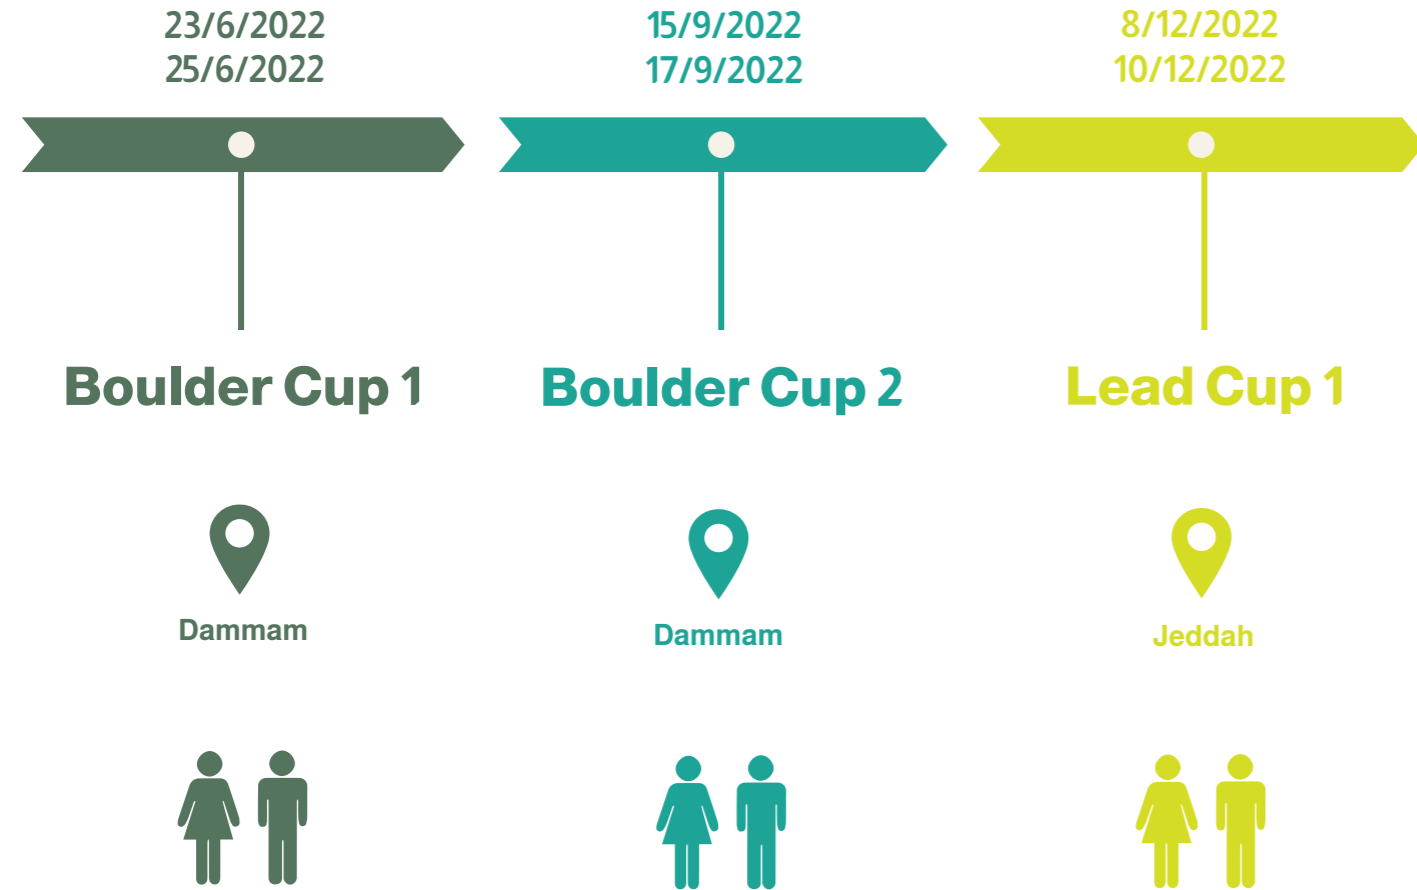 23/6/2022
25/6/2022
15/9/2022
17/9/2022
8/12/2022
10/12/2022
Boulder Cup 1
Boulder Cup 2
Lead Cup 1
Dammam
Dammam
Jeddah